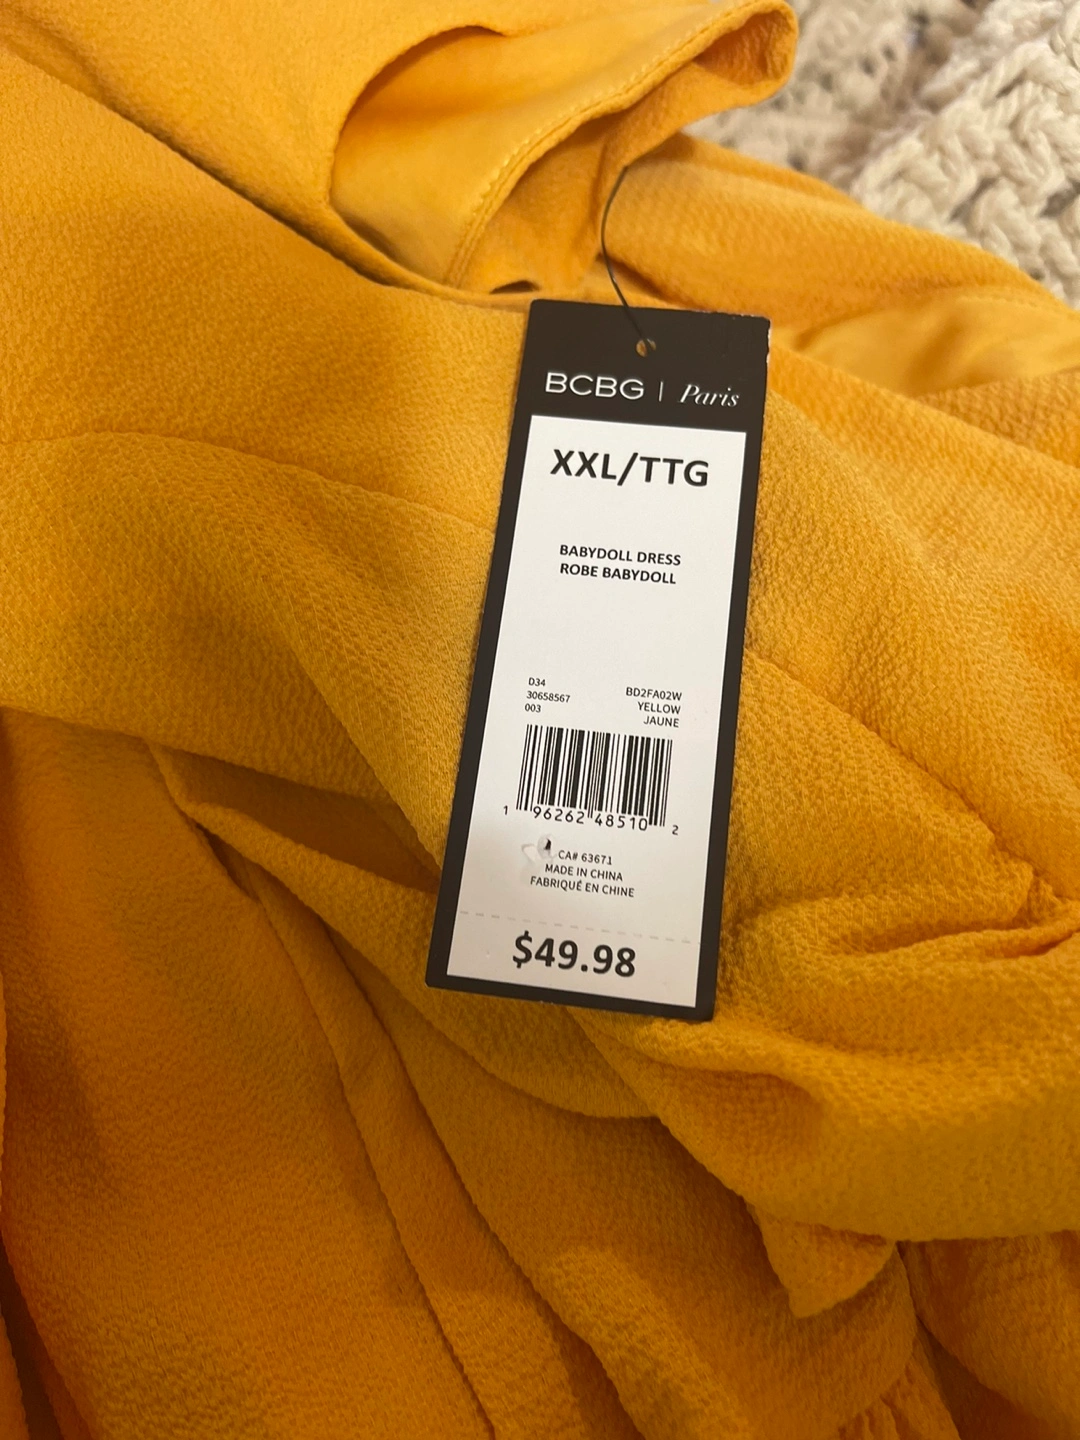 BCBG | Paris
XXL/TTG
BABYDOLL DRESS
ROBE BABYDOLL
D34
30658567
003
BD2FA02W
YELLOW
JAUNE
1 96262 48510 2
CA# 63671
MADE IN CHINA
FABRIQUÉ EN CHINE
$49.98